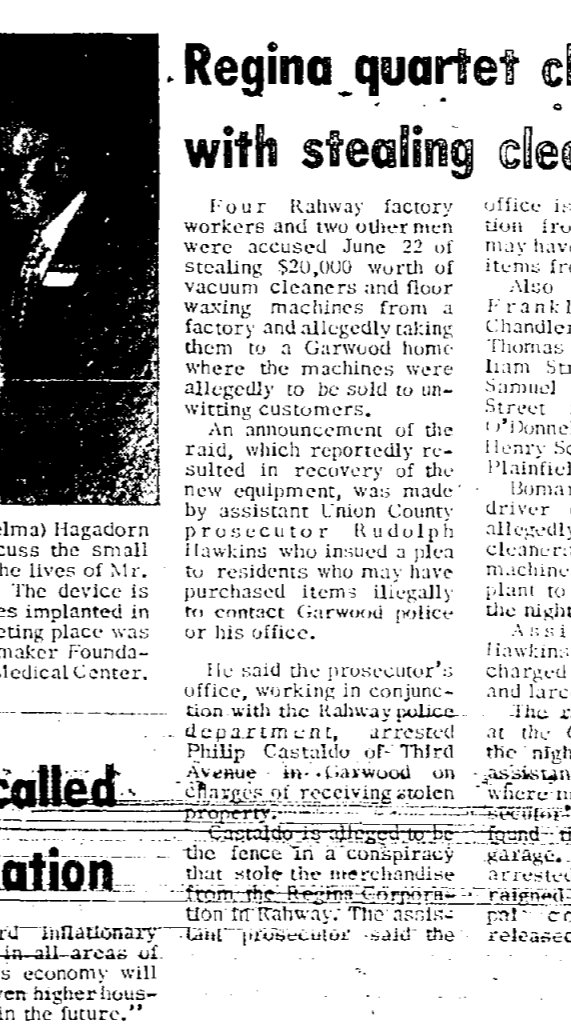 Regina quartet
with stealing
Four Rahway factory
workers and two other men
were accused June 22 of
stealing $20,000 worth of
vacuum cleaners and floor
waxing machines from a
factory and allegedly taking
them to a Garwood home
where the machines were
allegedly to be sold to un-
witting customers.
An announcement of the
raid, which reportedly re-
sulted in recovery of the
new equipment, was made
by assistant Union County
prosecutor Rudolph
Hawkins who insued a plea
to residents who may have
purchased items illegally
to contact Garwood police
or his office.
He said the prosecutor's
office, working in conjunc-
tion with the Rahway police
department, arrested
Philip Castaldo of Third
Avenue in Garwood on
charges of receiving stolen
property.
Castaldo is alleged to be
the fence in a conspiracy
that stole the merchandise
from the Regina Corpora-
tion in Rahway. The assis-
tant prosecutor said the
office is
tion fro
may have
items fr
Also
Frankl
Chandler
Thomas
liam Str
Samuel
Street
O'Donne
Henry Sc
Plainfiel
Boma
driver
allegedly
cleaner
machine
plant to
the night
Assi
Hawkins
charged
and larc
The r
at the
the nigh
assistan
where m
secutor'
found t
garage.
arrested
raigned
pal co
released
elma) Hagadorn
cuss the small
he lives of Mr.
The device is
es implanted in
eting place was
maker Founda-
Medical Center.
called
ation
rd inflationary
in all areas of
s economy will
ven higher hous-
in the future."